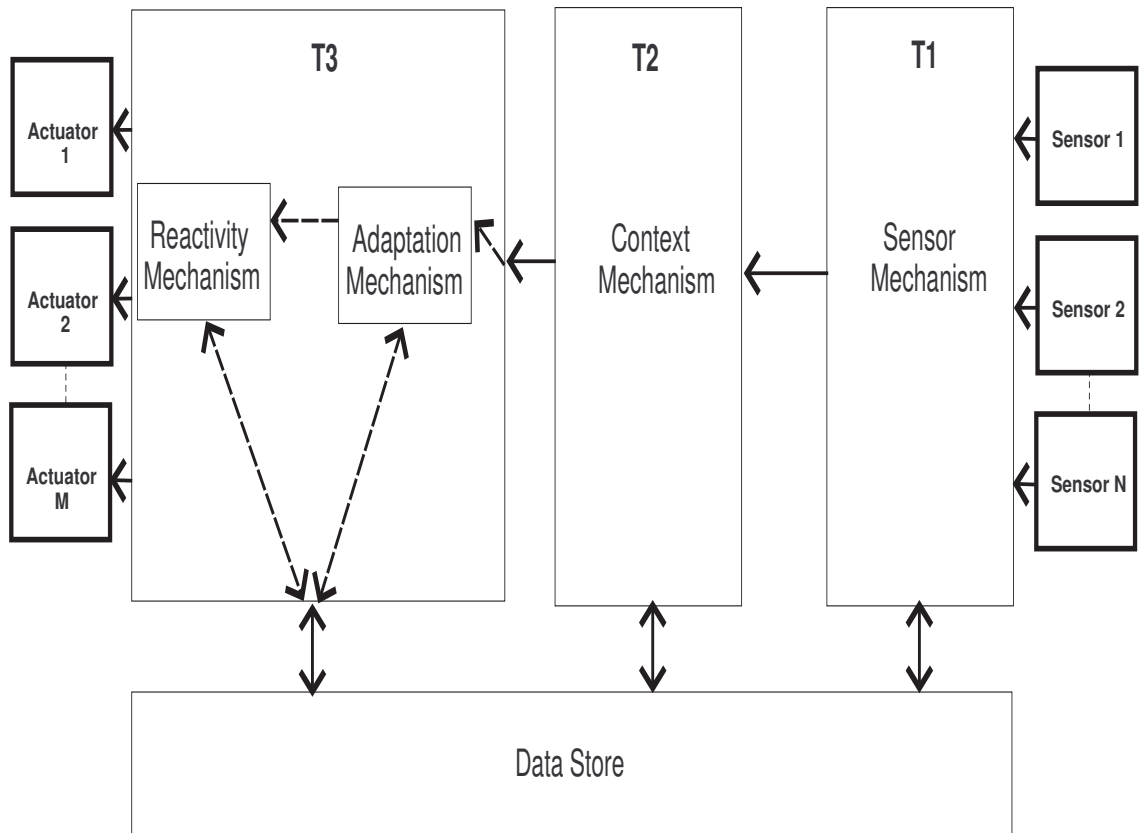 T3
T2
T1
Actuator
1
Sensor 1
Reactivity
Mechanism
Adaptation
Mechanism
Context
Mechanism
Sensor
Mechanism
Actuator
2
Sensor 2
Actuator
M
Sensor N
Data Store